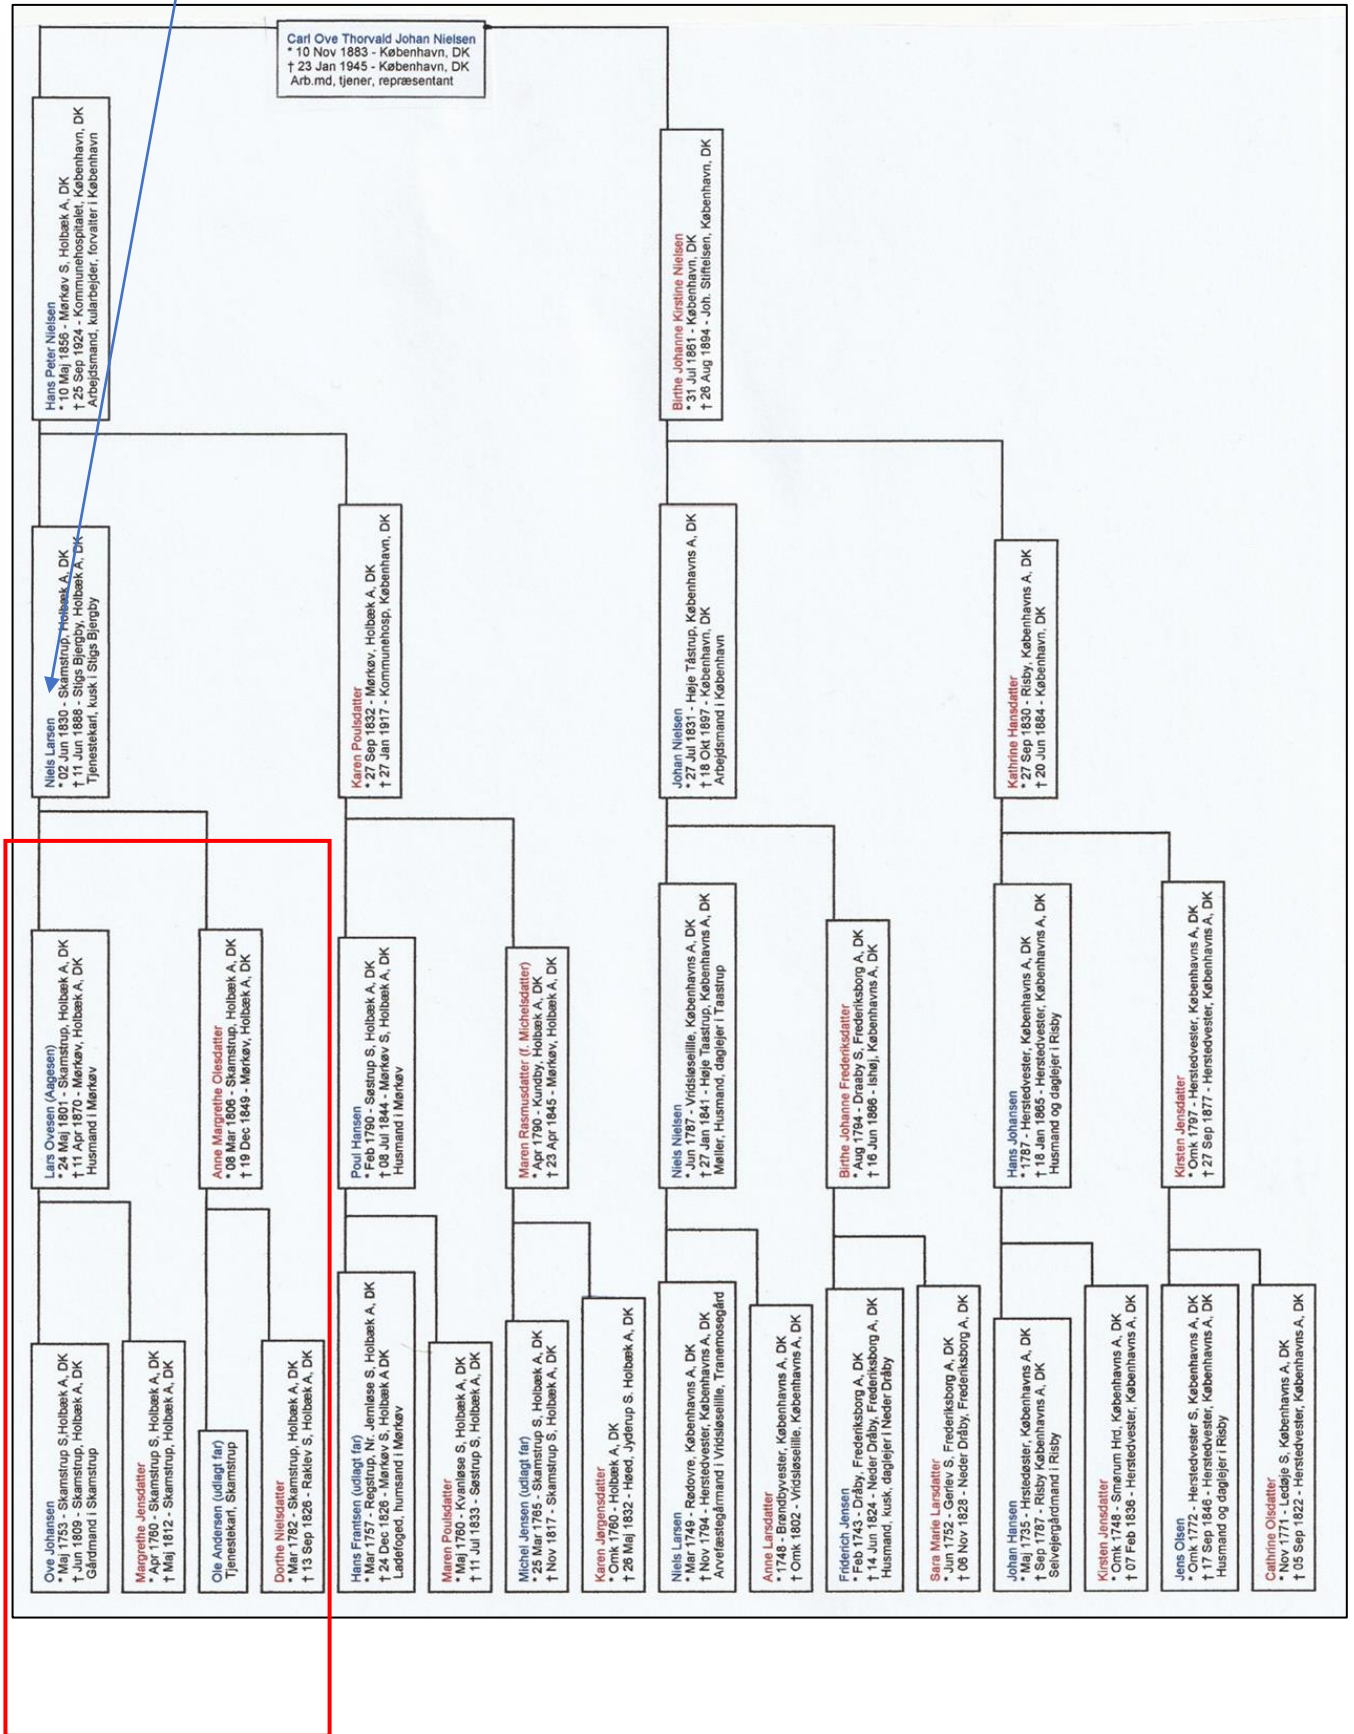 Carl Ove Thorvald Johan Nielsen
* 10 Nov 1883 - København, DK
† 23 Jan 1945 - København, DK
Arb.md, tjener, repræsentant
Hans Peter Nielsen
* 10 Maj 1856 - Mørkøv S, Holbæk A, DK
† 25 Sep 1924 - Kommunehospitalet, København, DK
Arbejdsmand, kularbejder, forvalter i København
Birthe Johanne Kirstine Nielsen
* 31 Jul 1861 - København, DK
† 26 Aug 1894 - Joh. Stiftelsen, København, DK
Niels Larsen
* 02 Jun 1830 - Skamstrup, Holbæk A, DK
† 11 Jun 1888 - Stigs Bjergby, Holbæk A, DK
Tjenestekarl, kusk i Stigs Bjergby
Karen Poulsdatter
* 27 Sep 1832 - Mørkøv, Holbæk A, DK
† 27 Jan 1917 - Kommunehosp, København, DK
Johan Nielsen
* 27 Jul 1831 - Høje Tåstrup, Københavns A, DK
† 18 Okt 1897 - København, DK
Arbejdsmand i København
Kathrine Hansdatter
* 27 Sep 1830 - Risby, Københavns A, DK
† 20 Jun 1884 - København, DK
Lars Ovesen (Aagesen)
* 24 Maj 1801 - Skamstrup, Holbæk A, DK
† 11 Apr 1870 - Mørkøv, Holbæk A, DK
Husmand i Mørkøv
Anne Margrethe Olesdatter
* 08 Mar 1806 - Skamstrup, Holbæk A, DK
† 19 Dec 1849 - Mørkøv, Holbæk A, DK
Poul Hansen
* Feb 1790 - Søstrup S, Holbæk A, DK
† 08 Jul 1844 - Mørkøv S, Holbæk A, DK
Husmand i Mørkøv
Maren Rasmusdatter (f. Michelsdatter)
* Apr 1790 - Kundby, Holbæk A, DK
† 23 Apr 1845 - Mørkøv, Holbæk A, DK
Niels Nielsen
* Jun 1787 - Vridsløselille, Københavns A, DK
† 27 Jan 1841 - Høje Taastrup, Københavns A, DK
Møller, Husmand, daglejer i Taastrup
Birthe Johanne Frederiksdatter
* Aug 1794 - Draaby S, Frederiksborg A, DK
† 16 Jun 1866 - Ishøj, Københavns A, DK
Hans Johansen
* 1787 - Herstedvester, Københavns A, DK
† 18 Jan 1865 - Herstedvester, Københavns A, DK
Husmand og daglejer i Risby
Kirsten Jensdatter
* Omk 1797 - Herstedvester, Københavns A, DK
† 27 Sep 1877 - Herstedvester, Københavns A, DK
Ove Johansen
* Maj 1753 - Skamstrup S,Holbæk A, DK
† Jun 1809 - Skamstrup, Holbæk A, DK
Gårdmand i Skamstrup
Margrethe Jensdatter
* Apr 1760 - Skamstrup S, Holbæk A, DK
† Maj 1812 - Skamstrup, Holbæk A, DK
Ole Andersen (udlagt far)
Tjenestekarl, Skamstrup
Dorthe Nielsdatter
* Mar 1782 - Skamstrup, Holbæk A, DK
† 13 Sep 1826 - Raklev S, Holbæk A, DK
Hans Frantsen (udlagt far)
* Mar 1757 - Regstrup, Nr. Jernløse S, Holbæk A, DK
† 24 Dec 1826 - Mørkøv S, Holbæk A DK
Ladefoged, humsand i Mørkøv
Maren Poulsdatter
* Maj 1760 - Kvanløse S, Holbæk A, DK
† 11 Jul 1833 - Søstrup S, Holbæk A, DK
Michel Jensen (udlagt far)
* 25 Mar 1765 - Skamstrup S, Holbæk A, DK
† Nov 1817 - Skamstrup S, Holbæk A, DK
Karen Jørgensdatter
* Omk 1760 - Holbæk A, DK
† 26 Maj 1832 - Høed, Jyderup S. Holbæk A, DK
Niels Larsen
* Mar 1749 - Rødovre, Københavns A, DK
† Nov 1794 - Herstedvester, Københavns A, DK
Arvefæstegårmand i Vridsløselille, Tranemosegård
Anne Larsdatter
* 1748 - Brøndbyvester, Københavns A, DK
† Omk 1802 - Vridsløselille, Københavns A, DK
Friderich Jensen
* Feb 1743 - Dråby, Frederiksborg A, DK
† 14 Jun 1824 - Neder Dråby, Frederiksborg A, DK
Husmand, kusk, daglejer i Neder Dråby
Sara Marie Larsdatter
* Jun 1752 - Gerlev S, Frederiksborg A, DK
† 06 Nov 1828 - Neder Dråby, Frederiksborg A, DK
Johan Hansen
* Maj 1735 - Hrstedøster, Københavns A, DK
† Sep 1787 - Risby Københavns A, DK
Selvejergårdmand i Risby
Kirsten Jensdatter
* Omk 1748 - Smørum Hrd, Københavns A, DK
† 07 Feb 1836 - Herstedvester, Københavns A, DK
Jens Olsen
* Omk 1772 - Herstedvester S, Københavns A, DK
† 17 Sep 1846 - Herstedvester, Københavns A, DK
Husmand og daglejer i Risby
Cathrine Olsdatter
* Nov 1771 - Ledøje S, Københavns A, DK
† 05 Sep 1822 - Herstedvester, Københavns A, DK